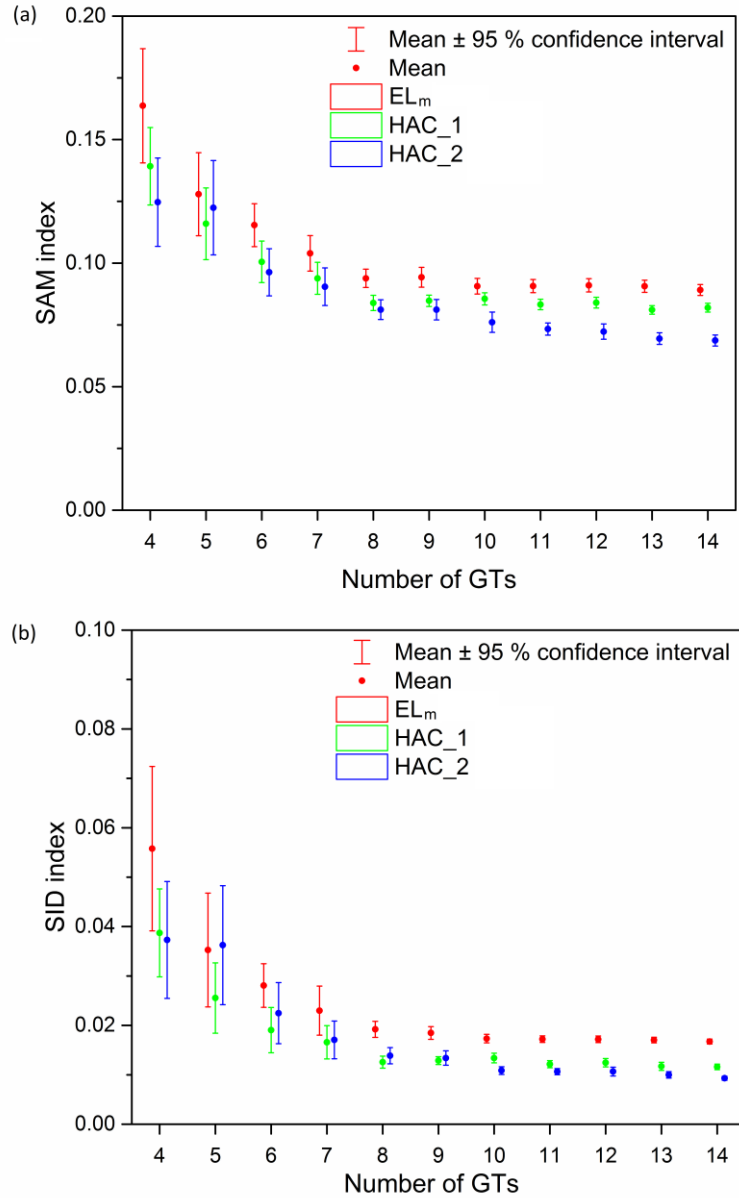 (a)
0.20
0.15
0.10
0.05
0.00
SAM index
Mean ± 95 % confidence interval
Mean
ELm
HAC_1
HAC_2
4 5 6 7 8 9 10 11 12 13 14
Number of GTs
(b)
0.10
0.08
0.06
0.04
0.02
0.00
SID index
Mean ± 95 % confidence interval
Mean
ELm
HAC_1
HAC_2
4 5 6 7 8 9 10 11 12 13 14
Number of GTs